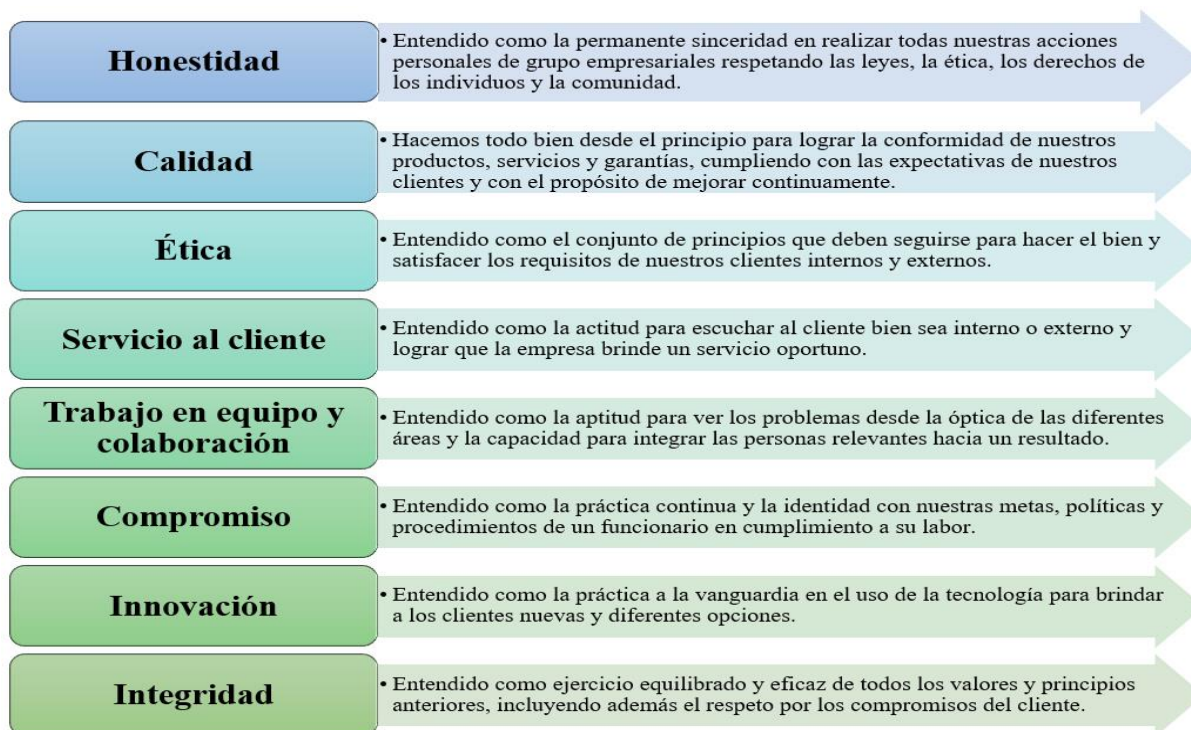 Honestidad
• Entendido como la permanente sinceridad en realizar todas nuestras acciones
personales de grupo empresariales respetando las leyes, la ética, los derechos de
los individuos y la comunidad.
Calidad
• Hacemos todo bien desde el principio para lograr la conformidad de nuestros
productos, servicios y garantías, cumpliendo con las expectativas de nuestros
clientes y con el propósito de mejorar continuamente.
Ética
• Entendido como el conjunto de principios que deben seguirse para hacer el bien y
satisfacer los requisitos de nuestros clientes internos y externos.
Servicio al cliente
• Entendido como la actitud para escuchar al cliente bien sea interno o externo y
lograr que la empresa brinde un servicio oportuno.
Trabajo en equipo y
colaboración
• Entendido como la aptitud para ver los problemas desde la óptica de las diferentes
áreas y la capacidad para integrar las personas relevantes hacia un resultado.
Compromiso
• Entendido como la práctica continua y la identidad con nuestras metas, políticas y
procedimientos de un funcionario en cumplimiento a su labor.
Innovación
• Entendido como la práctica a la vanguardia en el uso de la tecnología para brindar
a los clientes nuevas y diferentes opciones.
Integridad
• Entendido como ejercicio equilibrado y eficaz de todos los valores y principios
anteriores, incluyendo además el respeto por los compromisos del cliente.